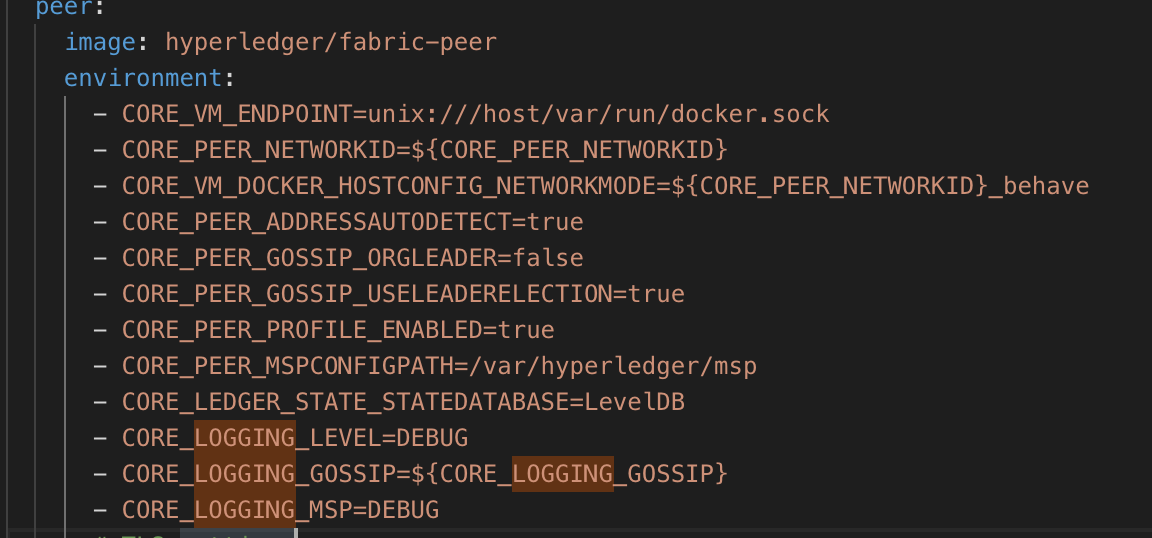 peer:
image: hyperledger/fabric-peer
environment:
- CORE_VM_ENDPOINT=unix:///host/var/run/docker.sock
- CORE_PEER_NETWORKID=${CORE_PEER_NETWORKID}
- CORE_VM_DOCKER_HOSTCONFIG_NETWORKMODE=${CORE_PEER_NETWORKID}_behave
- CORE_PEER_ADDRESSAUTODETECT=true
- CORE_PEER_GOSSIP_ORGLEADER=false
- CORE_PEER_GOSSIP_USELEADERELECTION=true
- CORE_PEER_PROFILE_ENABLED=true
- CORE_PEER_MSPCONFIGPATH=/var/hyperledger/msp
- CORE_LEDGER_STATE_STATEDATABASE=LevelDB
- CORE_LOGGING_LEVEL=DEBUG
- CORE_LOGGING_GOSSIP=${CORE_LOGGING_GOSSIP}
- CORE_LOGGING_MSP=DEBUG